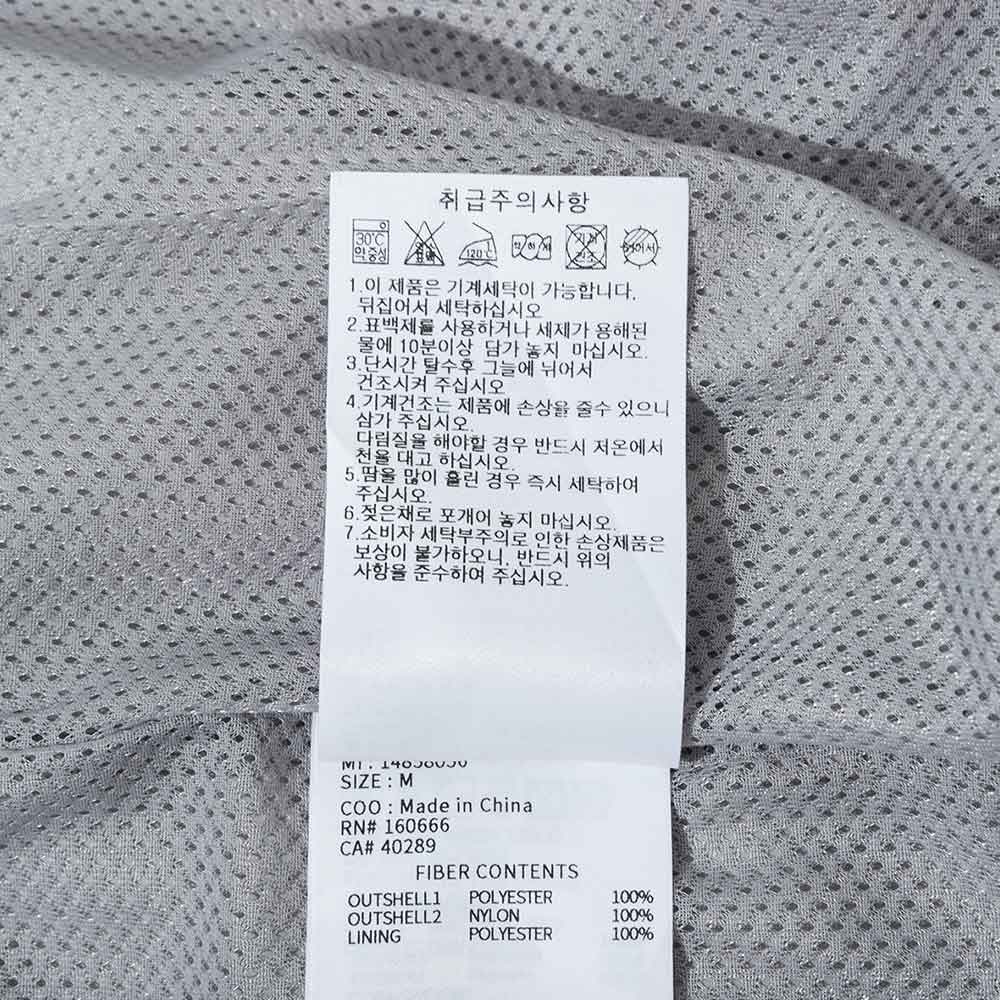 취급주의사항
30℃
약중성
120℃
1.이 제품은 기계세탁이 가능합니다.
뒤집어서 세탁하십시오
2.표백제를 사용하거나 세제가 용해된
물에 10분이상 담가 놓지 마십시오.
3.단시간 탈수후 그늘에 뉘어서
건조시켜 주십시오
4.기계건조는 제품에 손상을 줄수 있으니
삼가 주십시오.
다림질을 해야할 경우 반드시 저온에서
천을 대고 하십시오.
5.땀을 많이 흘린 경우 즉시 세탁하여
주십시오.
6.젖은채로 포개어 놓지 마십시오.
7.소비자 세탁부주의로 인한 손상제품은
보상이 불가하오니, 반드시 위의
사항을 준수하여 주십시오.
SIZE : M
COO : Made in China
RN# 160666
CA# 40289
FIBER CONTENTS
OUTSHELL1 POLYESTER 100%
OUTSHELL2 NYLON 100%
LINING POLYESTER 100%